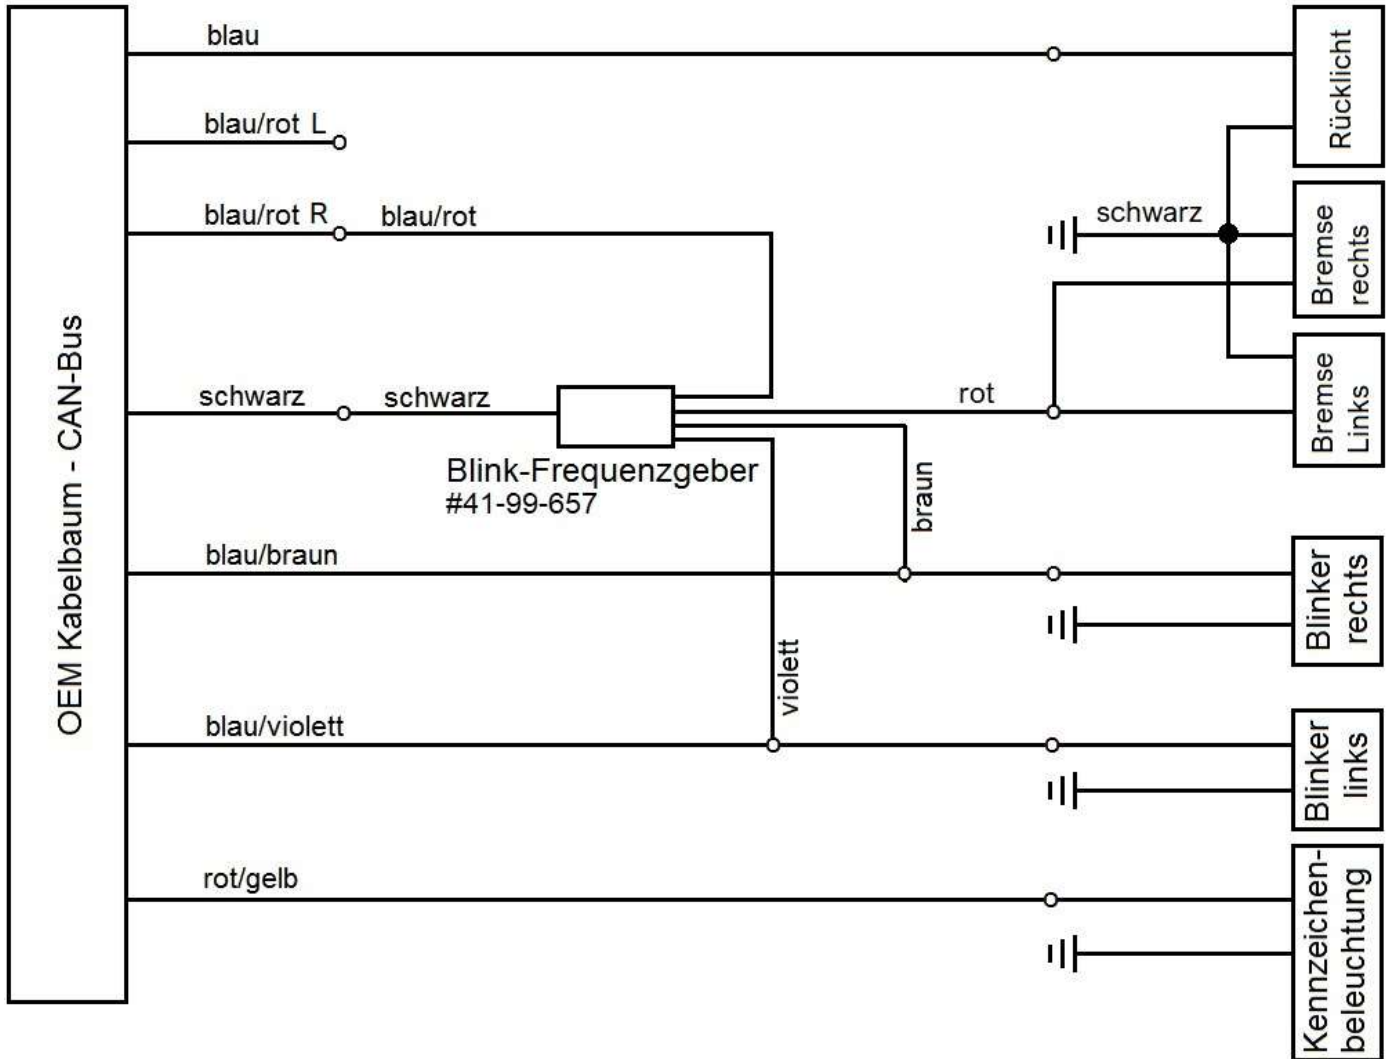 OEM Kabelbaum - CAN-Bus
blau
blau/rot L
blau/rot R
blau/rot
schwarz
schwarz
schwarz
Blink-Frequenzgeber
#41-99-657
rot
braun
blau/braun
violett
blau/violett
rot/gelb
Rücklicht
Bremse
rechts
Bremse
Links
Blinker
rechts
Blinker
links
Kennzeichen-
beleuchtung